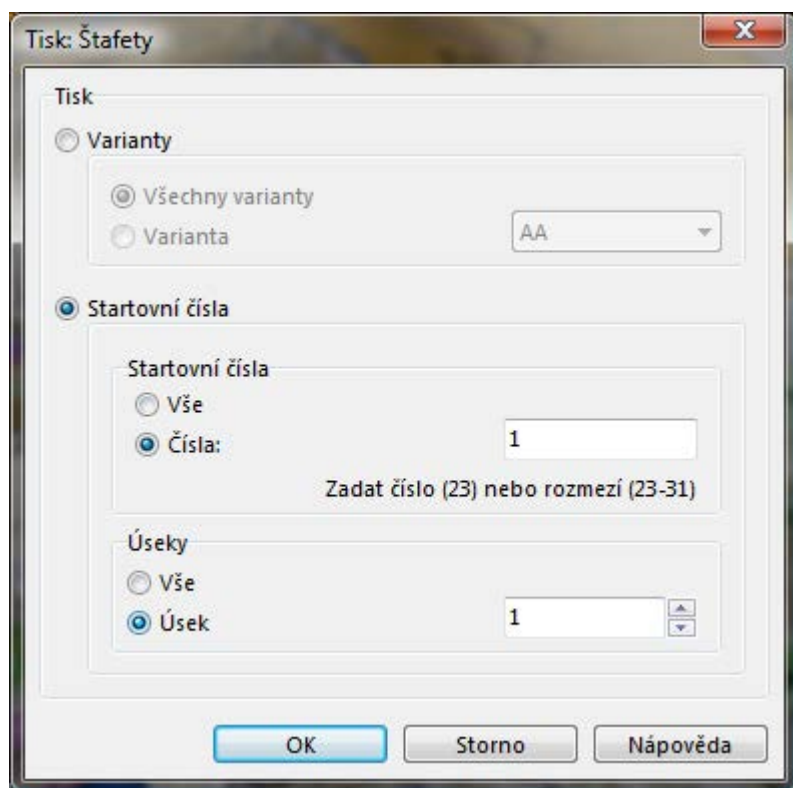 Tisk: Štafety
Tisk
Varianty
Všechny varianty
Varianta AA
Startovní čísla
Startovní čísla
Vše
Čísla: 1
Zadat číslo (23) nebo rozmezí (23-31)
Úseky
Vše
Úsek 1
OK Storno Nápověda